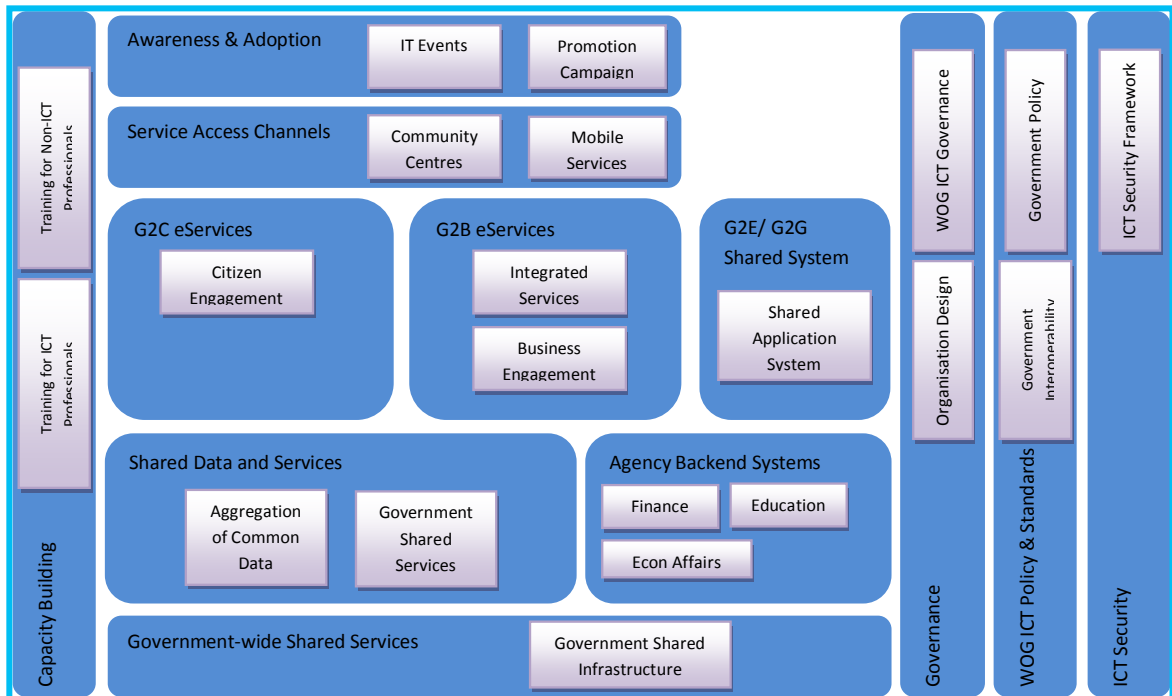 Training for Non-ICT
Professionals
Training for ICT
Professionals
Capacity Building
Awareness & Adoption
IT Events
Promotion
Campaign
Service Access Channels
Community
Centres
Mobile
Services
G2C eServices
Citizen
Engagement
G2B eServices
Integrated
Services
Business
Engagement
G2E/ G2G
Shared System
Shared
Application
System
Shared Data and Services
Aggregation
of Common
Data
Government
Shared
Services
Agency Backend Systems
Finance
Education
Econ Affairs
Government-wide Shared Services
Government Shared
Infrastructure
WOG ICT Governance
Organisation Design
Governance
Government Policy
Government
Interoperability
WOG ICT Policy & Standards
ICT Security Framework
ICT Security